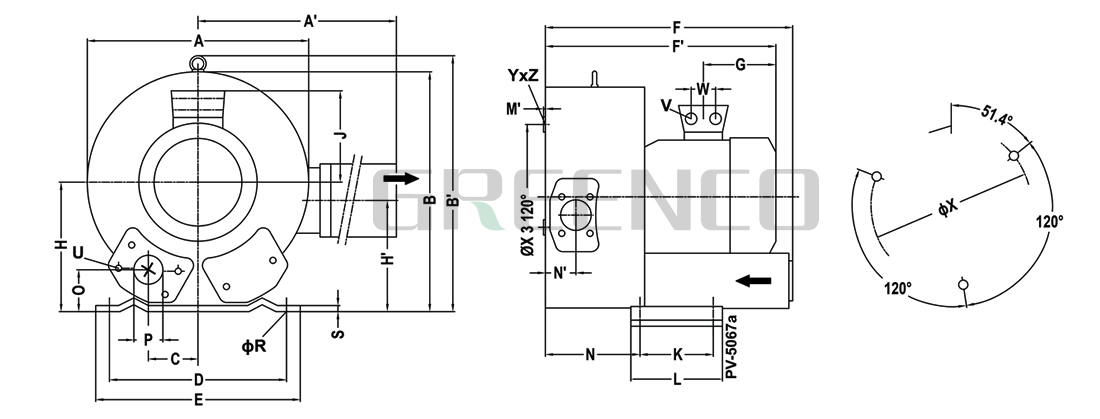 A'
A
J
B
B'
H
H'
U
O
P
C
S
ΦR
D
E
F
F'
G
YxZ
M'
V
W
ØX 3 120°
N'
N
K
L
PV-5067a
51.4°
ΦX
120°
120°
GREENCO